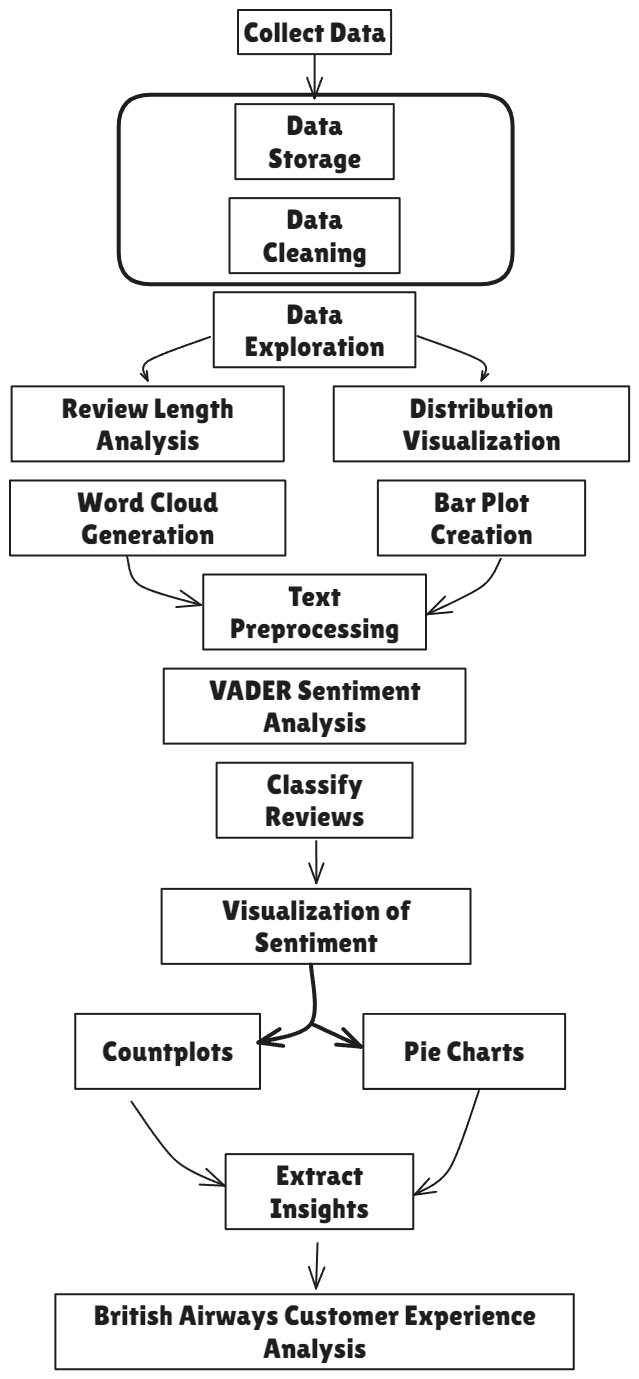 Collect Data
Data
Storage
Data
Cleaning
Data
Exploration
Review Length
Analysis
Distribution
Visualization
Word Cloud
Generation
Bar Plot
Creation
Text
Preprocessing
VADER Sentiment
Analysis
Classify
Reviews
Visualization of
Sentiment
Countplots
Pie Charts
Extract
Insights
British Airways Customer Experience
Analysis